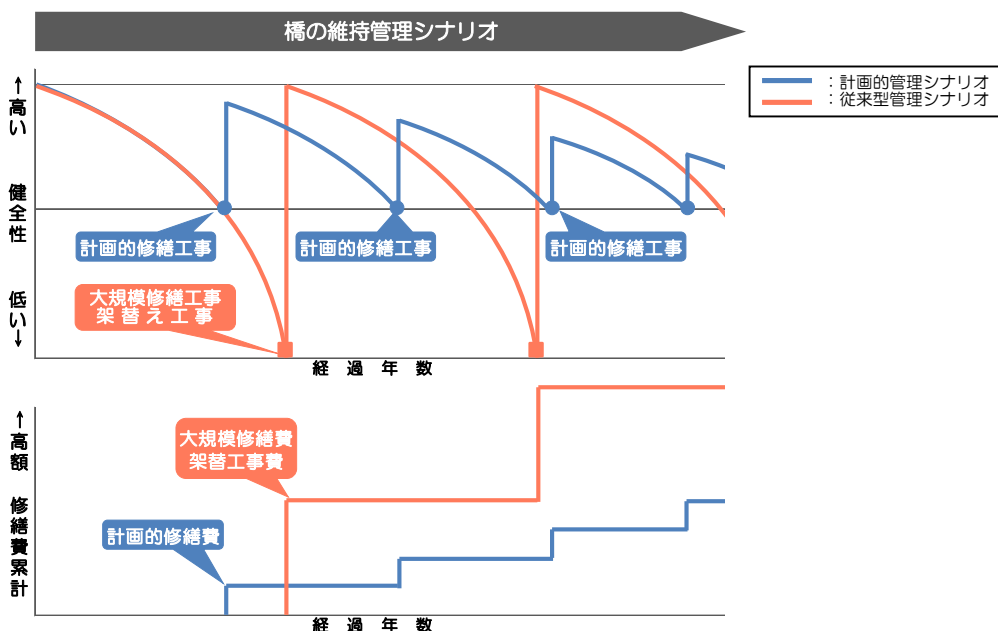 橋の維持管理シナリオ
：計画的管理シナリオ
：従来型管理シナリオ
↑高い 健全性 低い↓
計画的修繕工事
計画的修繕工事
計画的修繕工事
大規模修繕工事
架替え工事
経過年数
↑高額 修繕費累計
大規模修繕費
架替工事費
計画的修繕費
経過年数